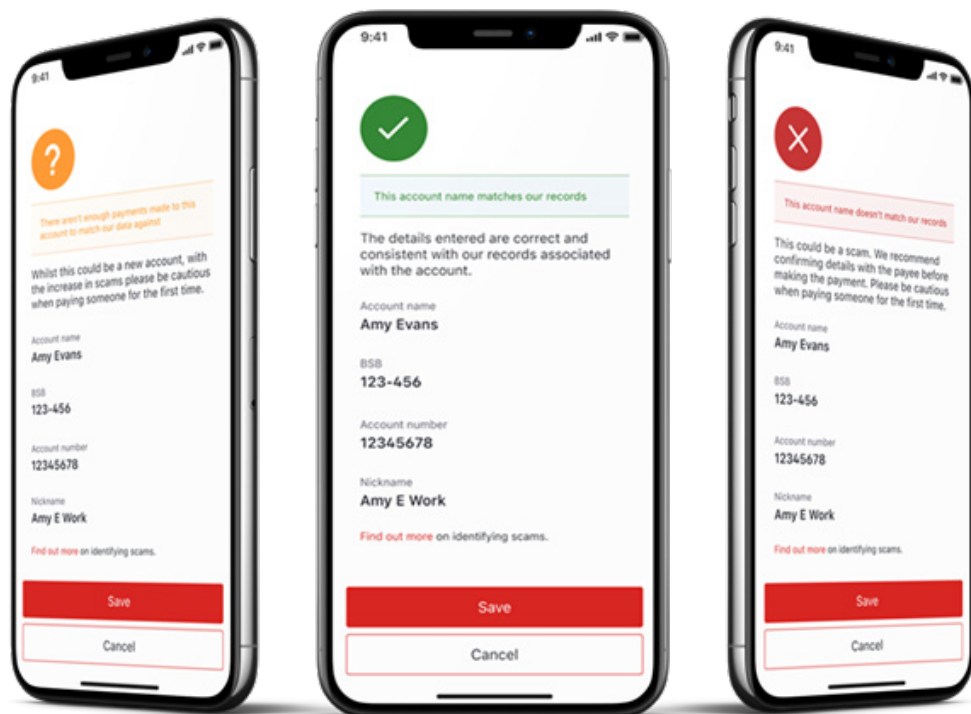 9:41
?
There aren't enough payments made to this
account to match our data against
Whilst this could be a new account, with
the increase in scams please be cautious
when paying someone for the first time.
Account name
Amy Evans
BSB
123-456
Account number
12345678
Nickname
Amy E Work
Find out more on identifying scams.
Save
Cancel
9:41
This account name matches our records
The details entered are correct and
consistent with our records associated
with the account.
Account name
Amy Evans
BSB
123-456
Account number
12345678
Nickname
Amy E Work
Find out more on identifying scams.
Save
Cancel
9:41
This account name doesn't match our records
This could be a scam. We recommend
confirming details with the payee before
making the payment. Please be cautious
when paying someone for the first time.
Account name
Amy Evans
BSB
123-456
Account number
12345678
Nickname
Amy E Work
Find out more on identifying scams.
Save
Cancel